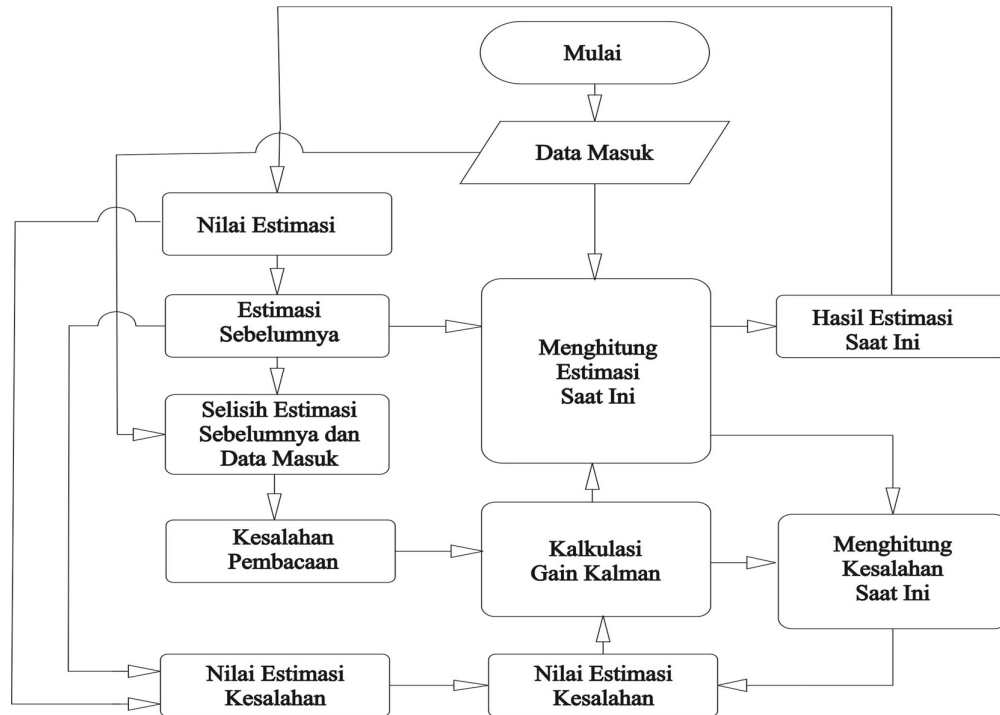 Mulai
Data Masuk
Nilai Estimasi
Estimasi
Sebelumnya
Selisih Estimasi
Sebelumnya dan
Data Masuk
Kesalahan
Pembacaan
Nilai Estimasi
Kesalahan
Menghitung
Estimasi
Saat Ini
Kalkulasi
Gain Kalman
Nilai Estimasi
Kesalahan
Hasil Estimasi
Saat Ini
Menghitung
Kesalahan
Saat Ini